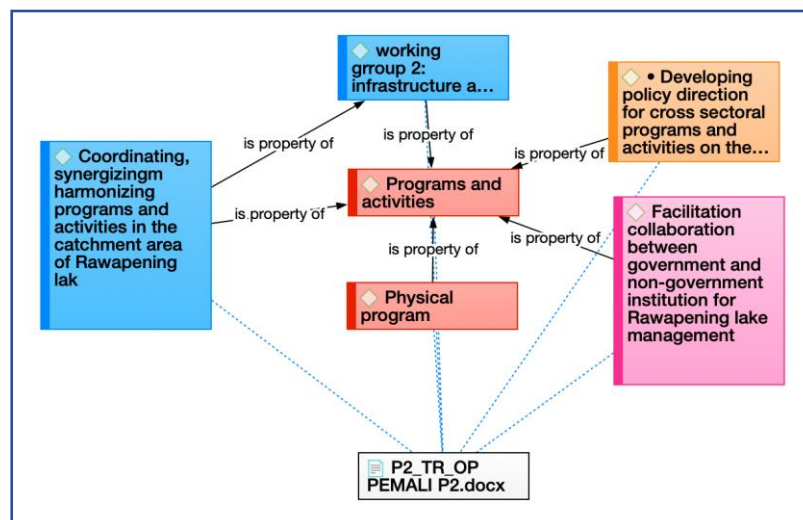 working
grroup 2:
infrastructure a...
• Developing
policy direction
for cross sectoral
programs and
activities on the...
is property of
Coordinating,
synergizingm
harmonizing
programs and
activities in the
catchment area
of Rawapening
lak
is property of
is property of
Programs and
activities
is property of
is property of
Facilitation
collaboration
between
government and
non-government
institution for
Rawapening lake
management
is property of
Physical
program
P2_TR_OP
PEMALI P2.docx